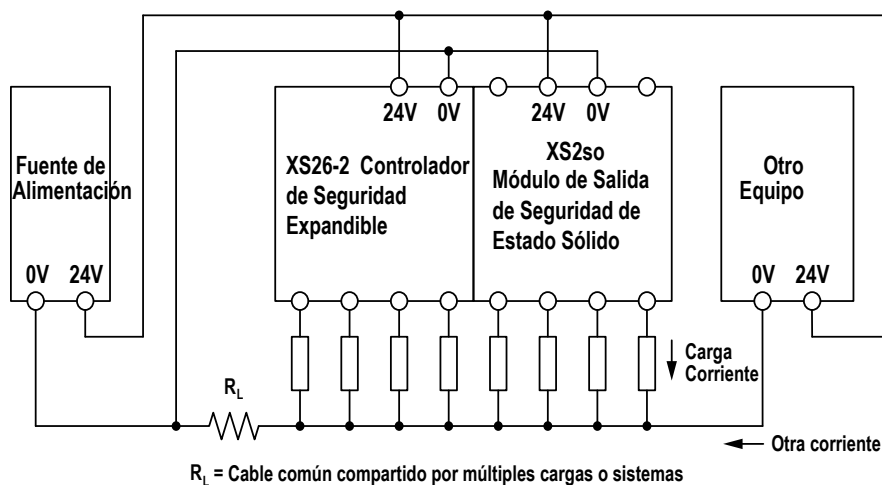 24V 0V
24V 0V
Fuente de
Alimentación
0V 24V
XS26-2 Controlador
de Seguridad
Expandible
XS2so
Módulo de Salida
de Seguridad de
Estado Sólido
Otro
Equipo
0V 24V
Carga
Corriente
R_L
Otra corriente
R_L = Cable común compartido por múltiples cargas o sistemas